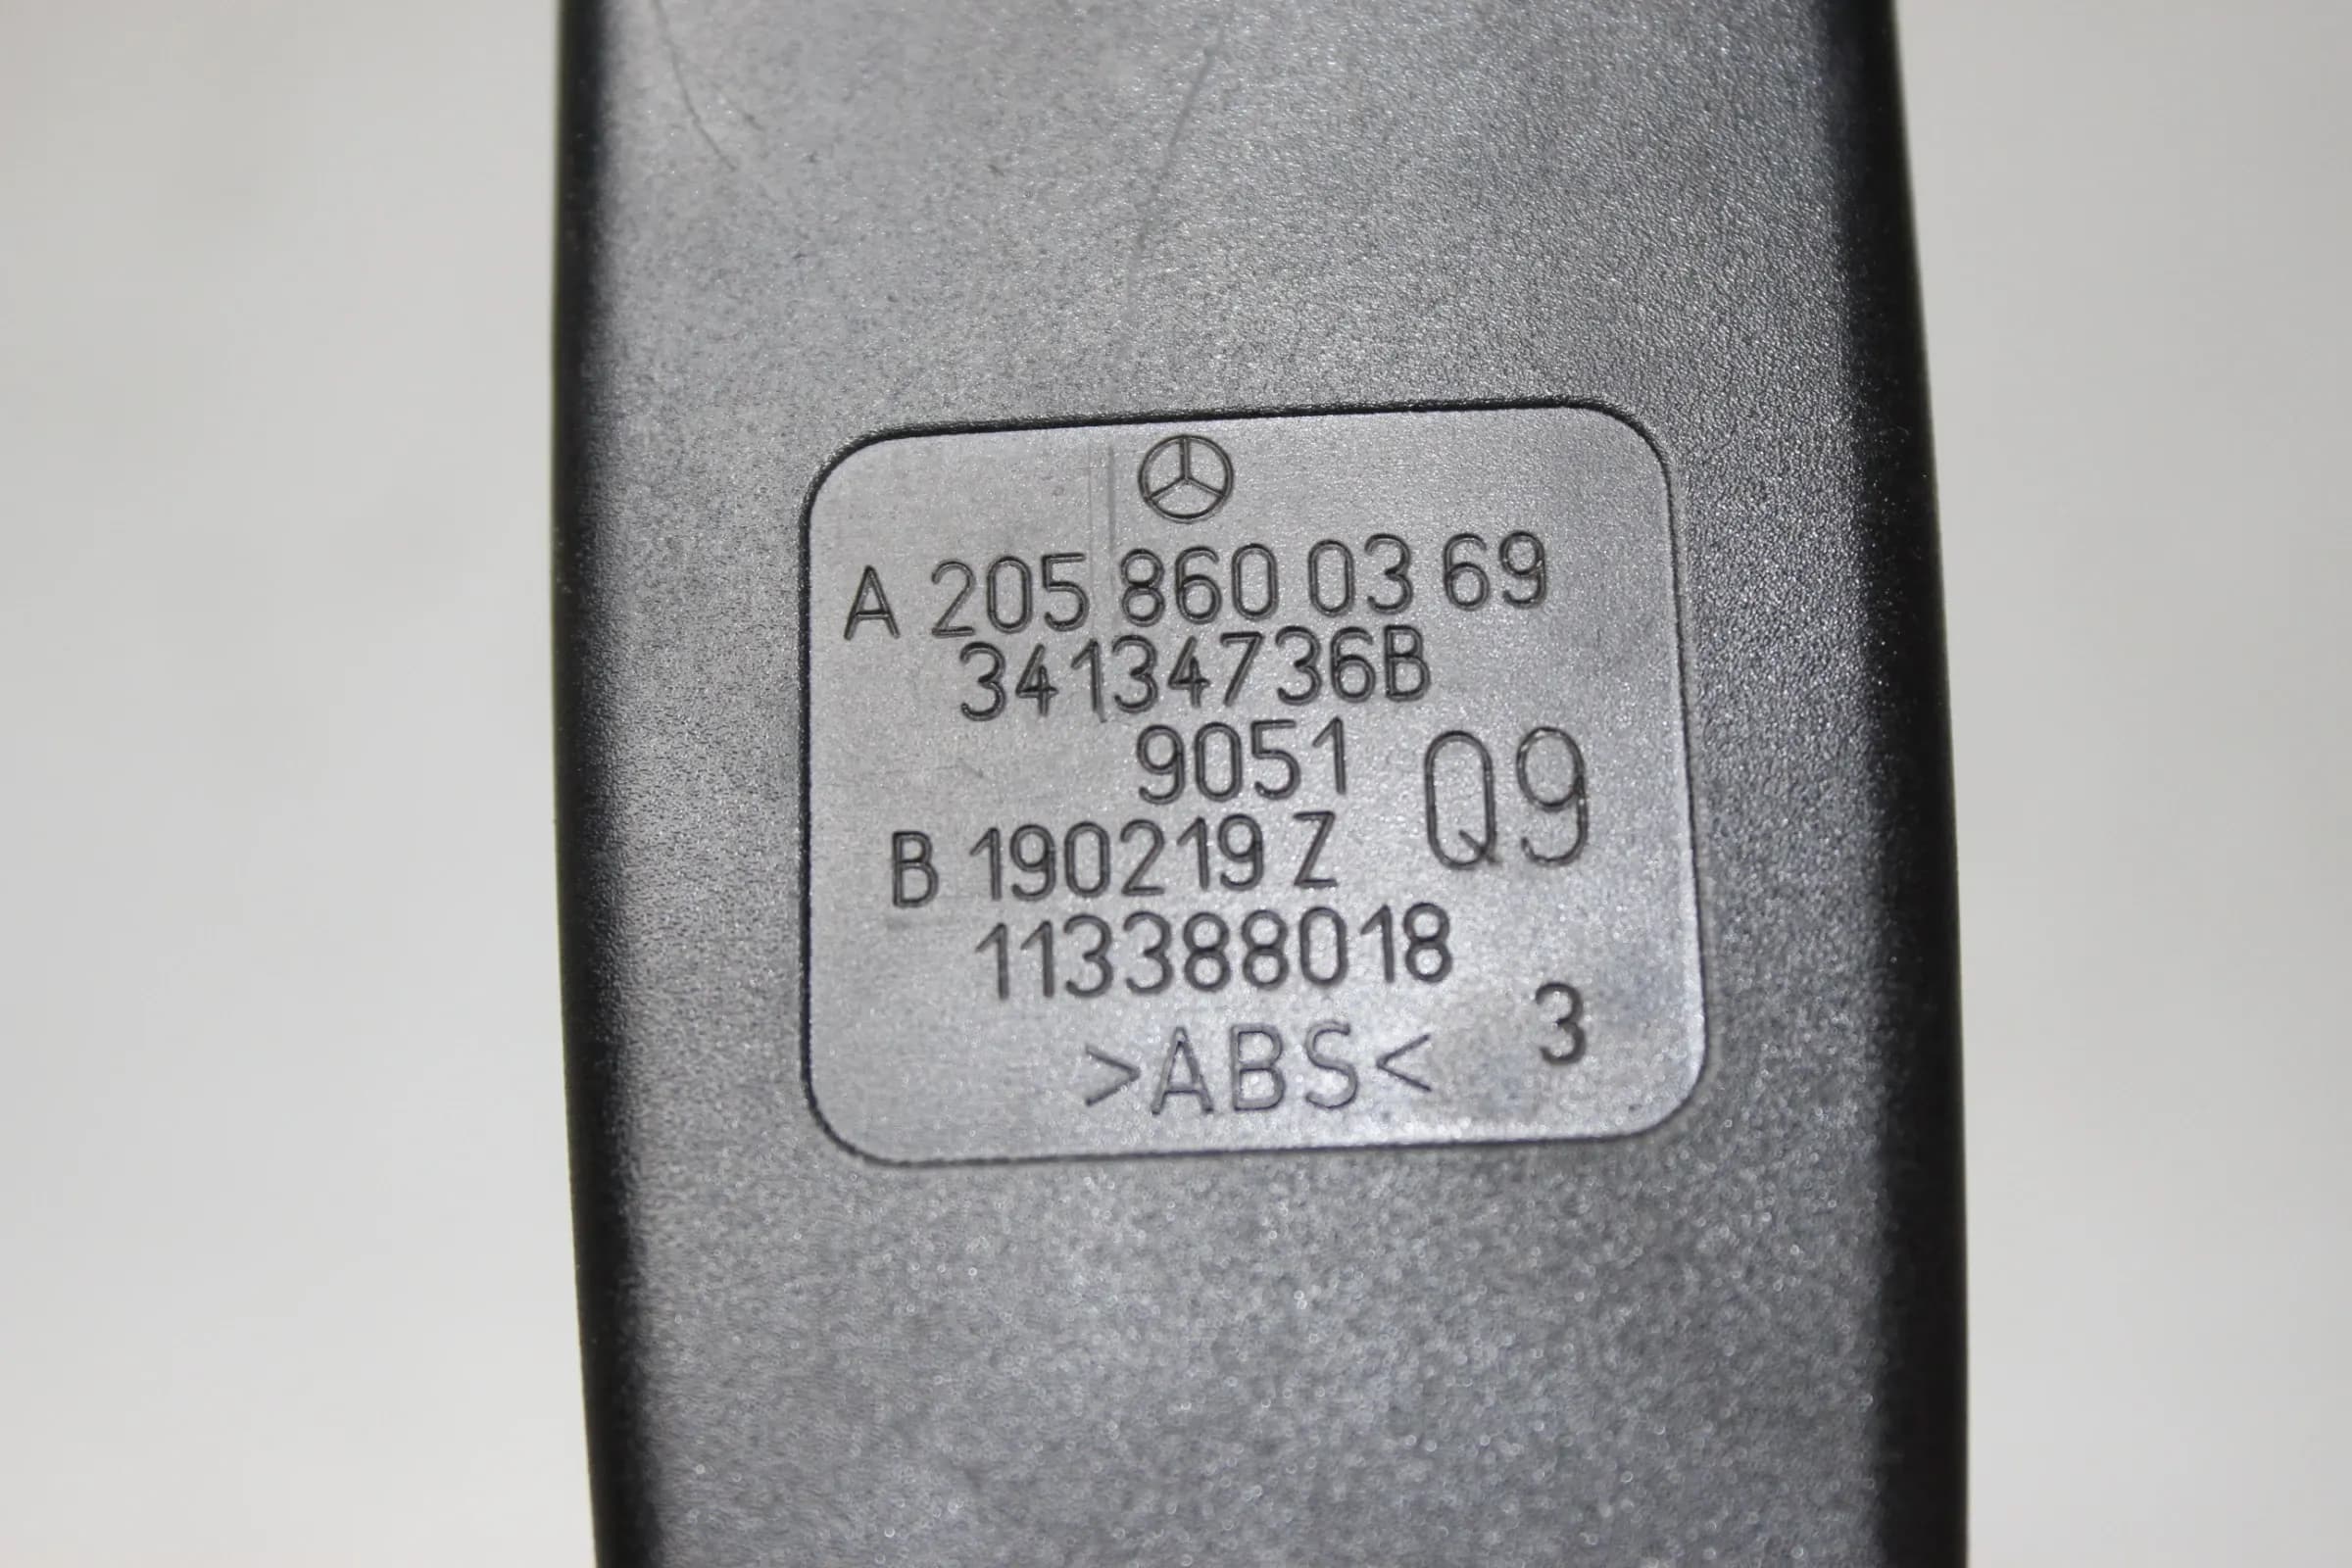 A 205 860 03 69
34134736B
9051 Q9
B 190219 Z
113388018
3
>ABS<